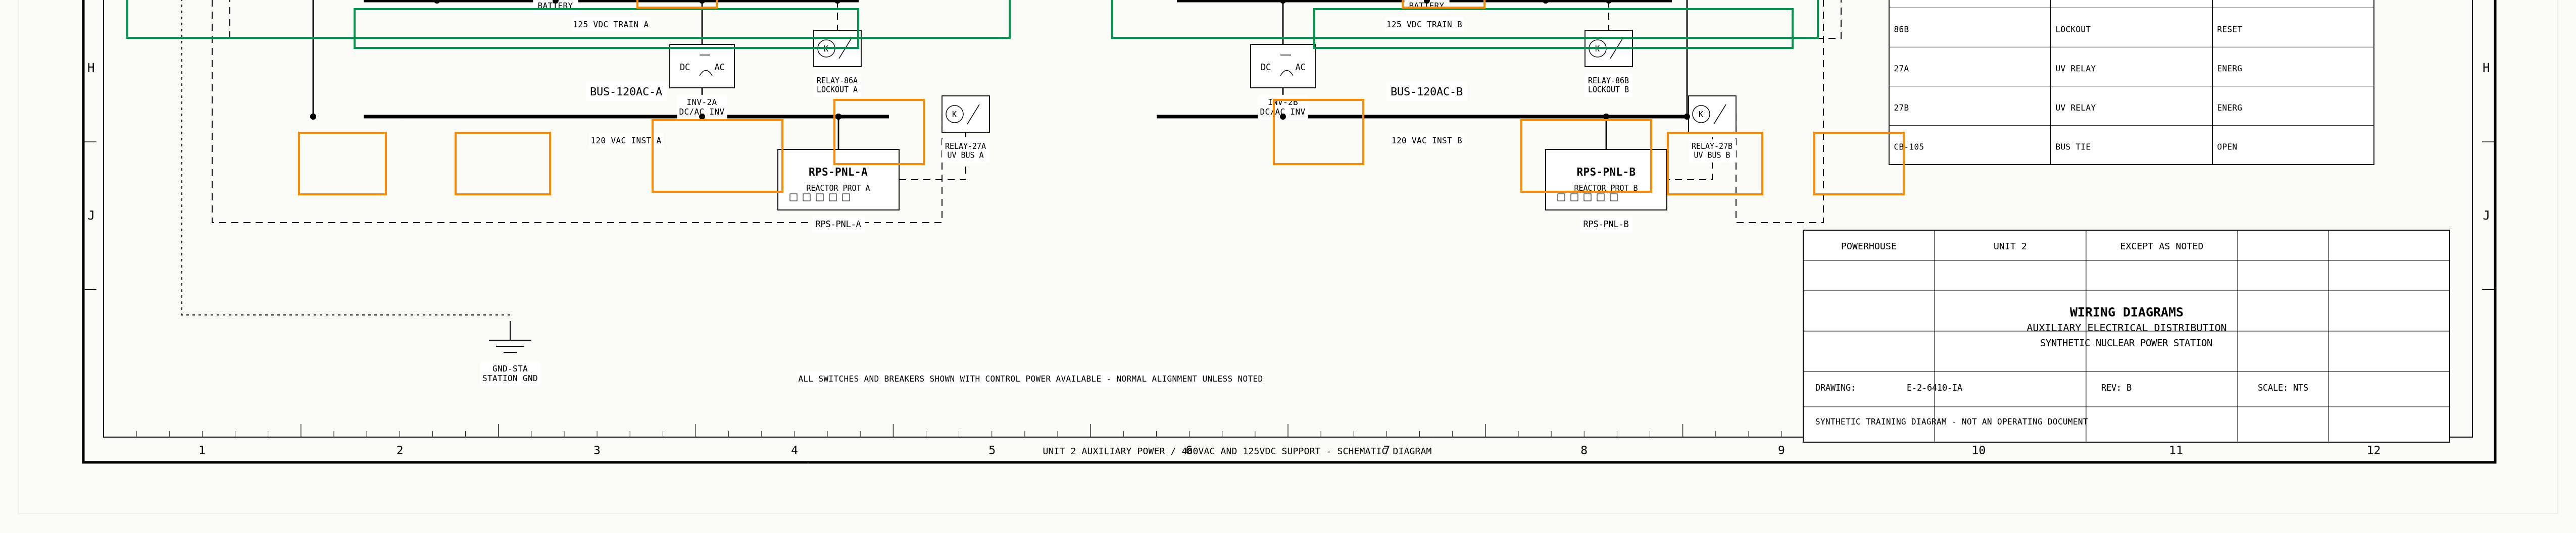 BATTERY
125 VDC TRAIN A
K
RELAY-86A
LOCKOUT A
DC AC
INV-2A
DC/AC INV
BUS-120AC-A
120 VAC INST A
K
RELAY-27A
UV BUS A
RPS-PNL-A
REACTOR PROT A
RPS-PNL-A
BATTERY
125 VDC TRAIN B
K
RELAY-86B
LOCKOUT B
DC AC
INV-2B
DC/AC INV
BUS-120AC-B
120 VAC INST B
K
RELAY-27B
UV BUS B
RPS-PNL-B
REACTOR PROT B
RPS-PNL-B
86B LOCKOUT RESET
27A UV RELAY ENERG
27B UV RELAY ENERG
CB-105 BUS TIE OPEN
H
H
J
J
GND-STA
STATION GND
ALL SWITCHES AND BREAKERS SHOWN WITH CONTROL POWER AVAILABLE - NORMAL ALIGNMENT UNLESS NOTED
POWERHOUSE UNIT 2 EXCEPT AS NOTED
WIRING DIAGRAMS
AUXILIARY ELECTRICAL DISTRIBUTION
SYNTHETIC NUCLEAR POWER STATION
DRAWING: E-2-6410-IA REV: B SCALE: NTS
SYNTHETIC TRAINING DIAGRAM - NOT AN OPERATING DOCUMENT
1 2 3 4 5 6 7 8 9 10 11 12
UNIT 2 AUXILIARY POWER / 480VAC AND 125VDC SUPPORT - SCHEMATIC DIAGRAM